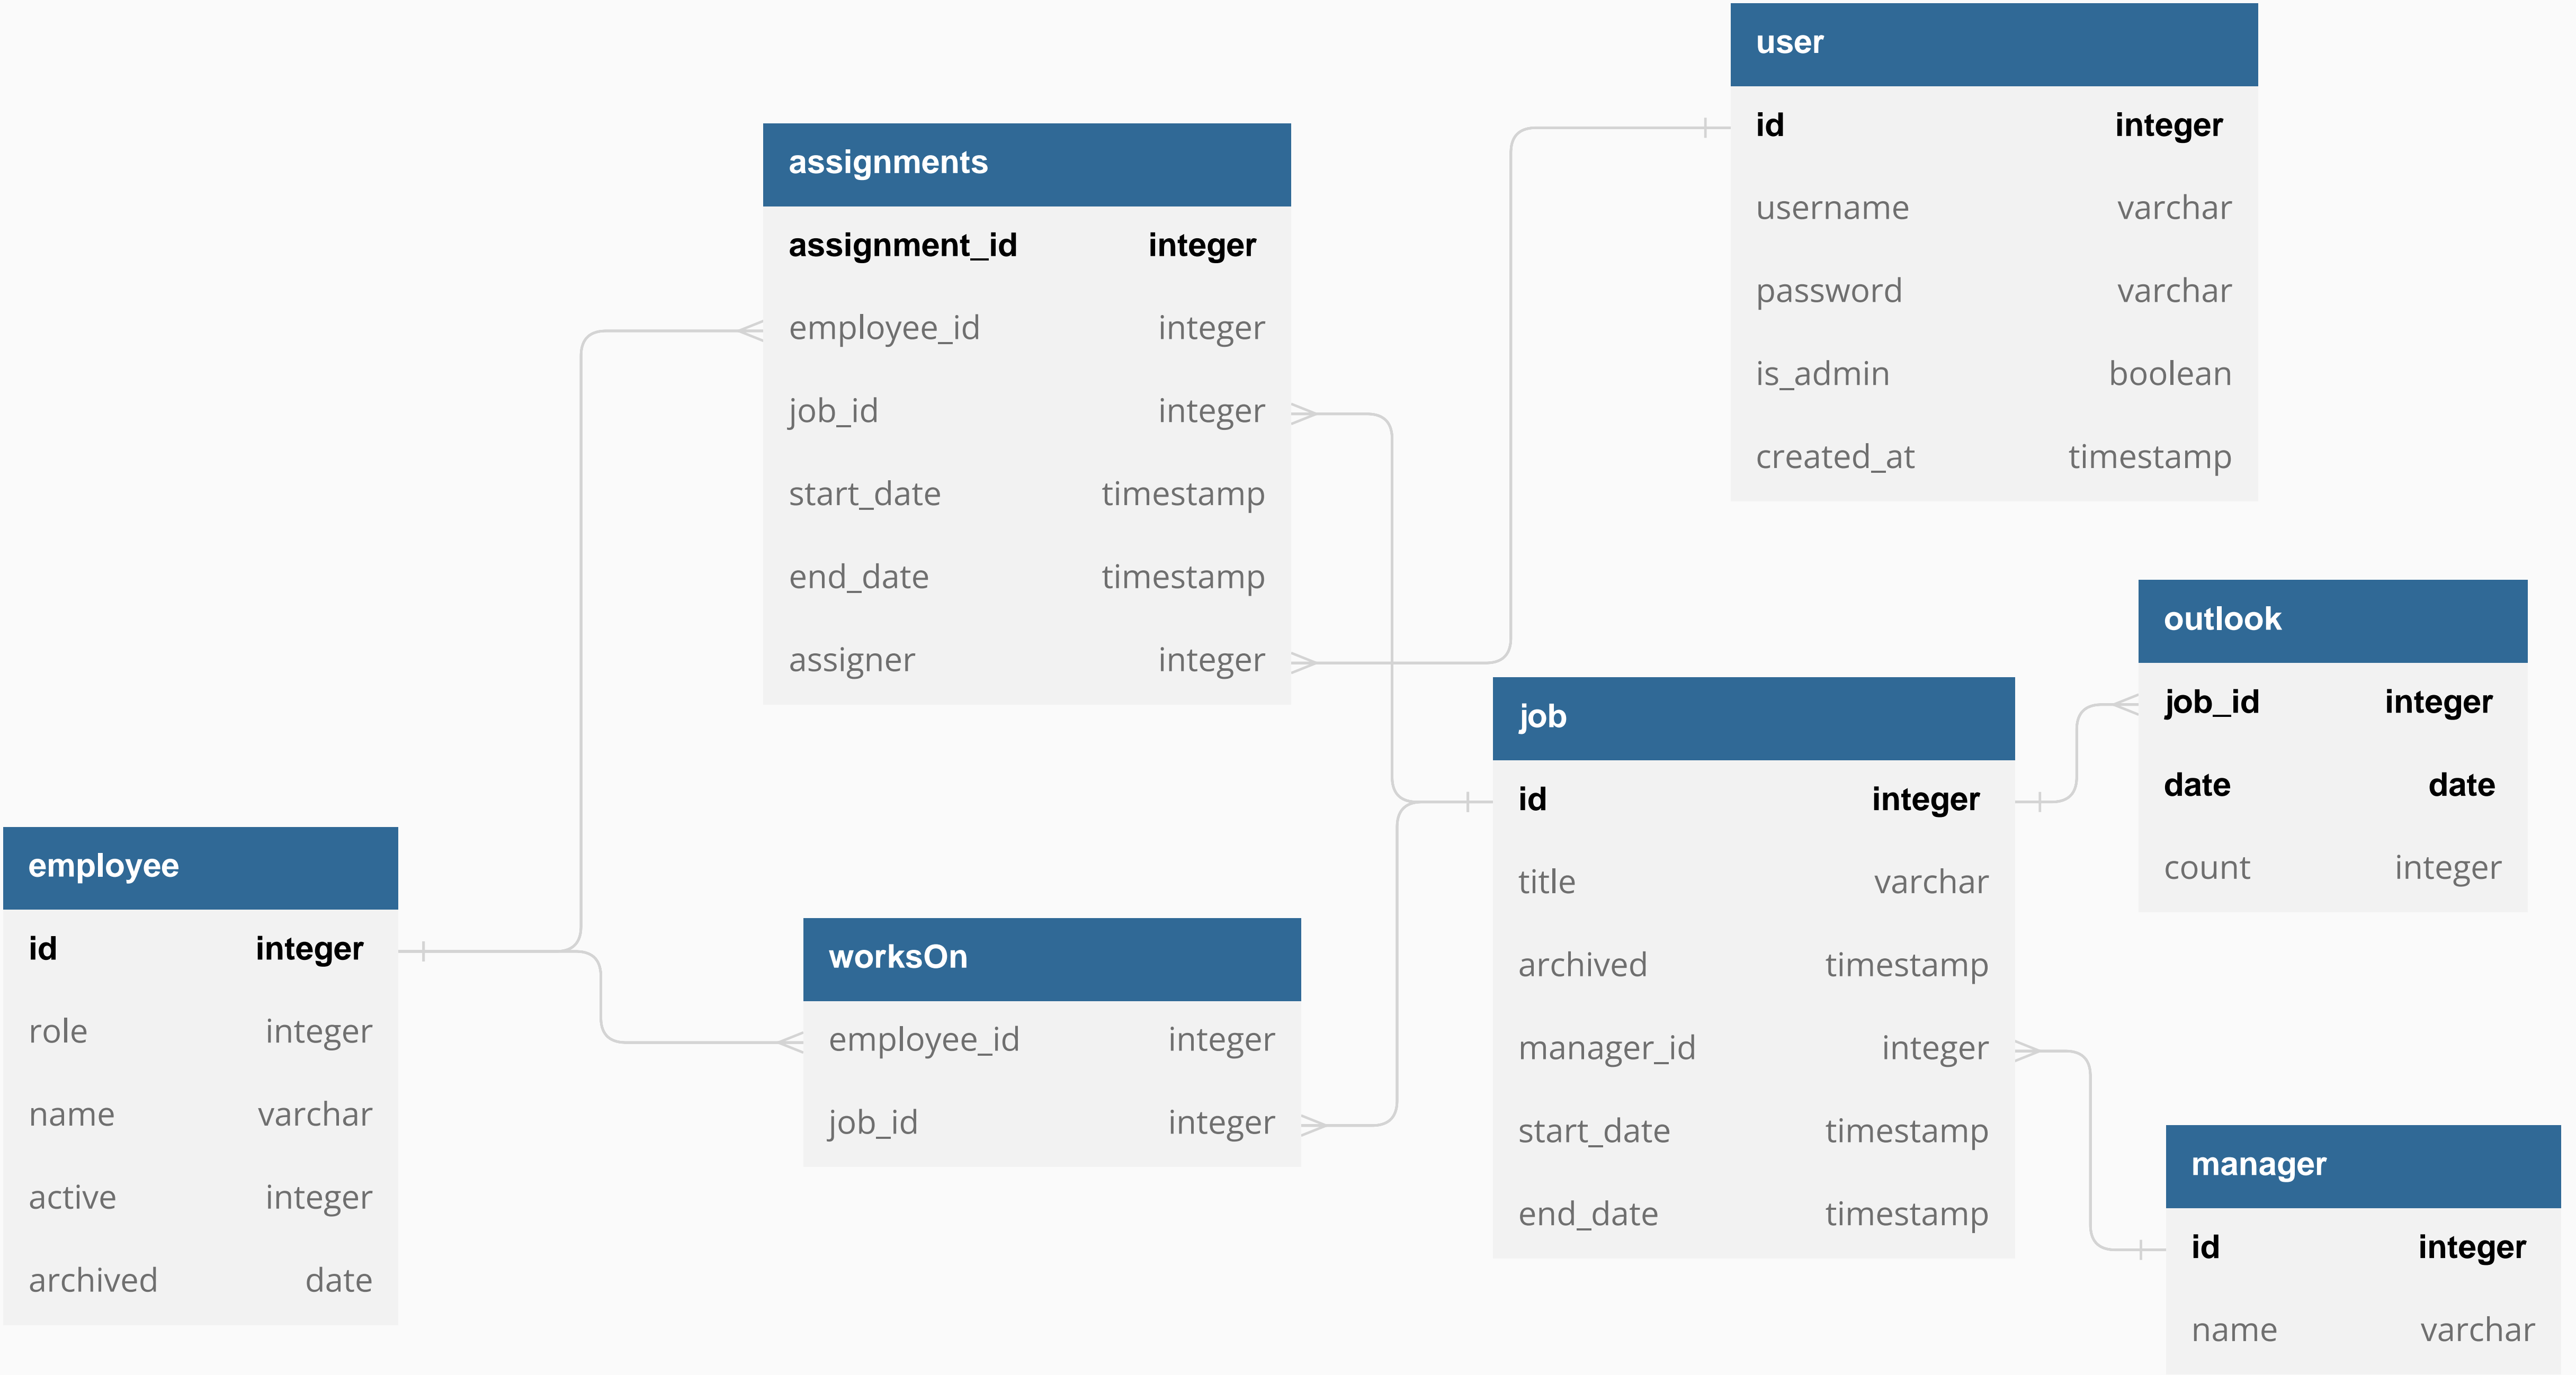 user
id integer
username varchar
password varchar
is_admin boolean
created_at timestamp
assignments
assignment_id integer
employee_id integer
job_id integer
start_date timestamp
end_date timestamp
assigner integer
outlook
job_id integer
date date
count integer
job
id integer
title varchar
archived timestamp
manager_id integer
start_date timestamp
end_date timestamp
employee
id integer
role integer
name varchar
active integer
archived date
worksOn
employee_id integer
job_id integer
manager
id integer
name varchar